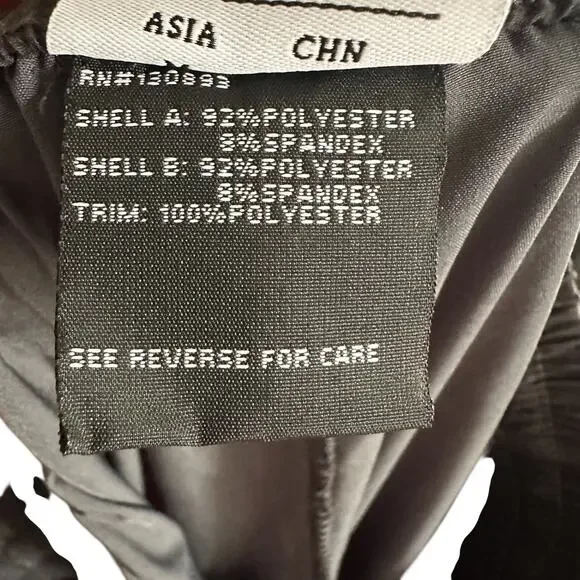 ASIA CHN
RN#130893
SHELL A: 92%POLYESTER
8%SPANDEX
SHELL B: 92%POLYESTER
8%SPANDEX
TRIM: 100%POLYESTER
SEE REVERSE FOR CARE